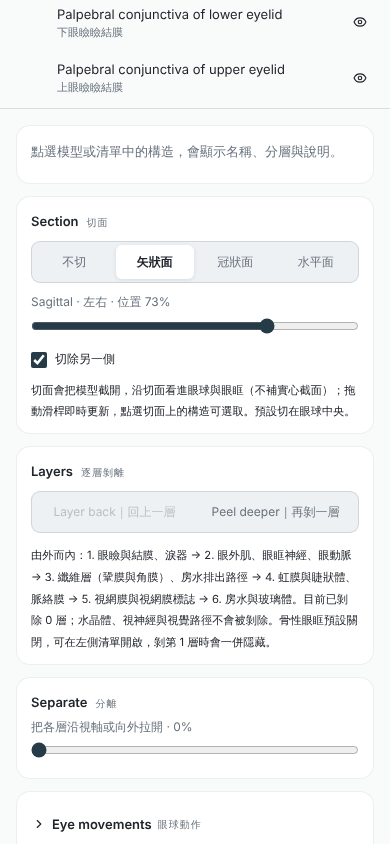 Palpebral conjunctiva of lower eyelid
下眼瞼瞼結膜
Palpebral conjunctiva of upper eyelid
上眼瞼瞼結膜
點選模型或清單中的構造，會顯示名稱、分層與說明。
Section 切面
不切 矢狀面 冠狀面 水平面
Sagittal · 左右 · 位置 73%
切除另一側
切面會把模型截開，沿切面看進眼球與眼眶（不補實心截面）；拖
動滑桿即時更新，點選切面上的構造可選取。預設切在眼球中央。
Layers 逐層剝離
Layer back｜回上一層 Peel deeper｜再剝一層
由外而內：1. 眼瞼與結膜、淚器 → 2. 眼外肌、眼眶神經、眼動脈
→ 3. 纖維層（鞏膜與角膜）、房水排出路徑 → 4. 虹膜與睫狀體、
脈絡膜 → 5. 視網膜與視網膜標誌 → 6. 房水與玻璃體。目前已剝
除 0 層；水晶體、視神經與視覺路徑不會被剝除。骨性眼眶預設關
閉，可在左側清單開啟，剝第 1 層時會一併隱藏。
Separate 分離
把各層沿視軸或向外拉開 · 0%
Eye movements 眼球動作